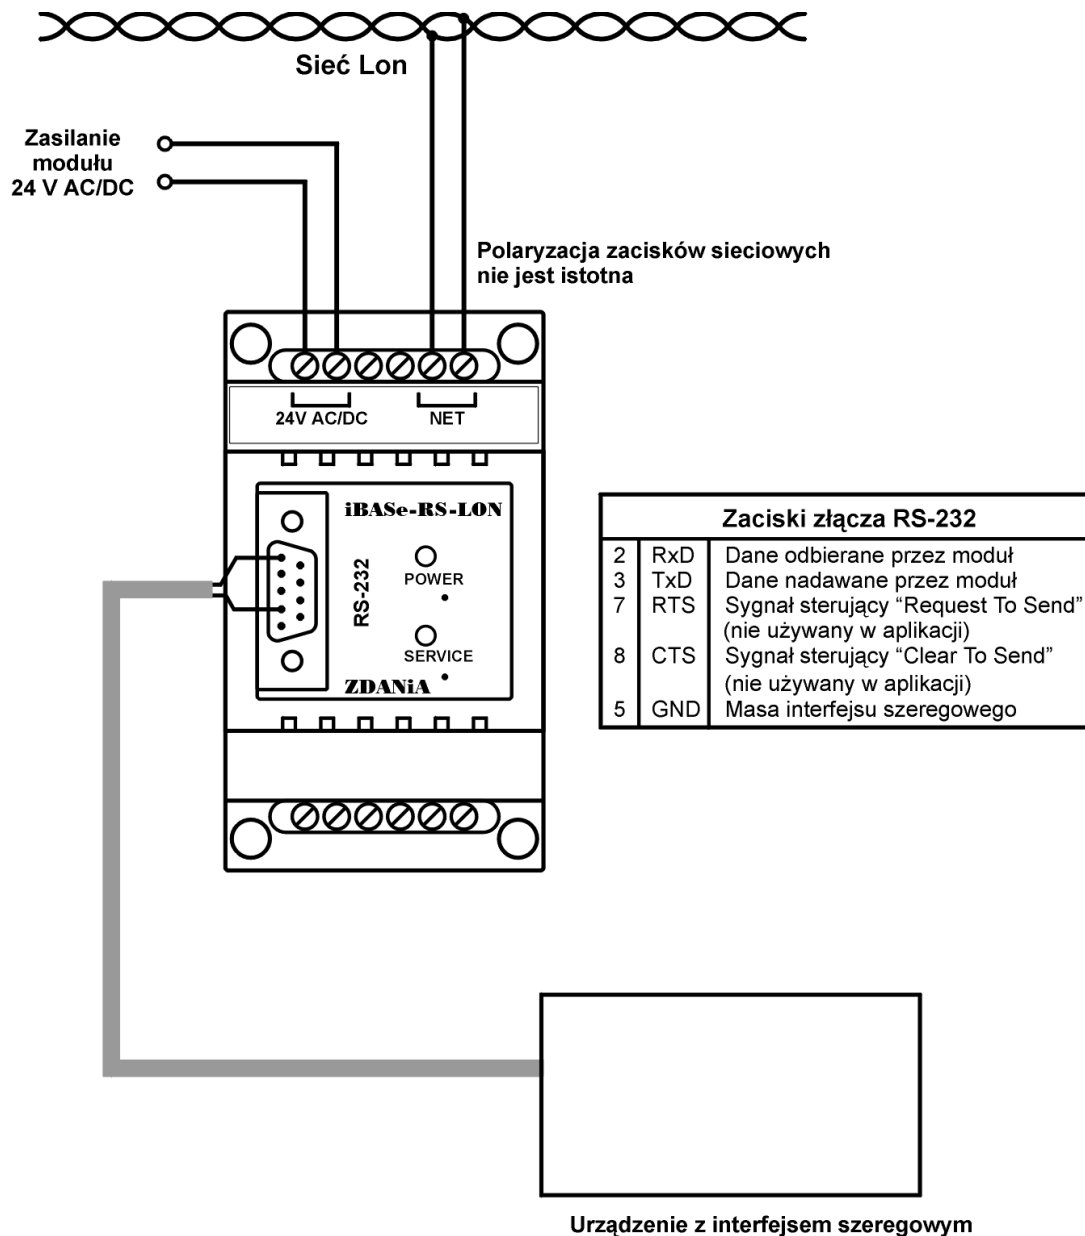 Sieć Lon
Zasilanie
modułu
24 V AC/DC
Polaryzacja zacisków sieciowych
nie jest istotna
24V AC/DC
NET
iBASe-RS-LON
RS-232
POWER
SERVICE
ZDANiA
Zaciski złącza RS-232
2 RxD Dane odbierane przez moduł
3 TxD Dane nadawane przez moduł
7 RTS Sygnał sterujący “Request To Send”
(nie używany w aplikacji)
8 CTS Sygnał sterujący “Clear To Send”
(nie używany w aplikacji)
5 GND Masa interfejsu szeregowego
Urządzenie z interfejsem szeregowym